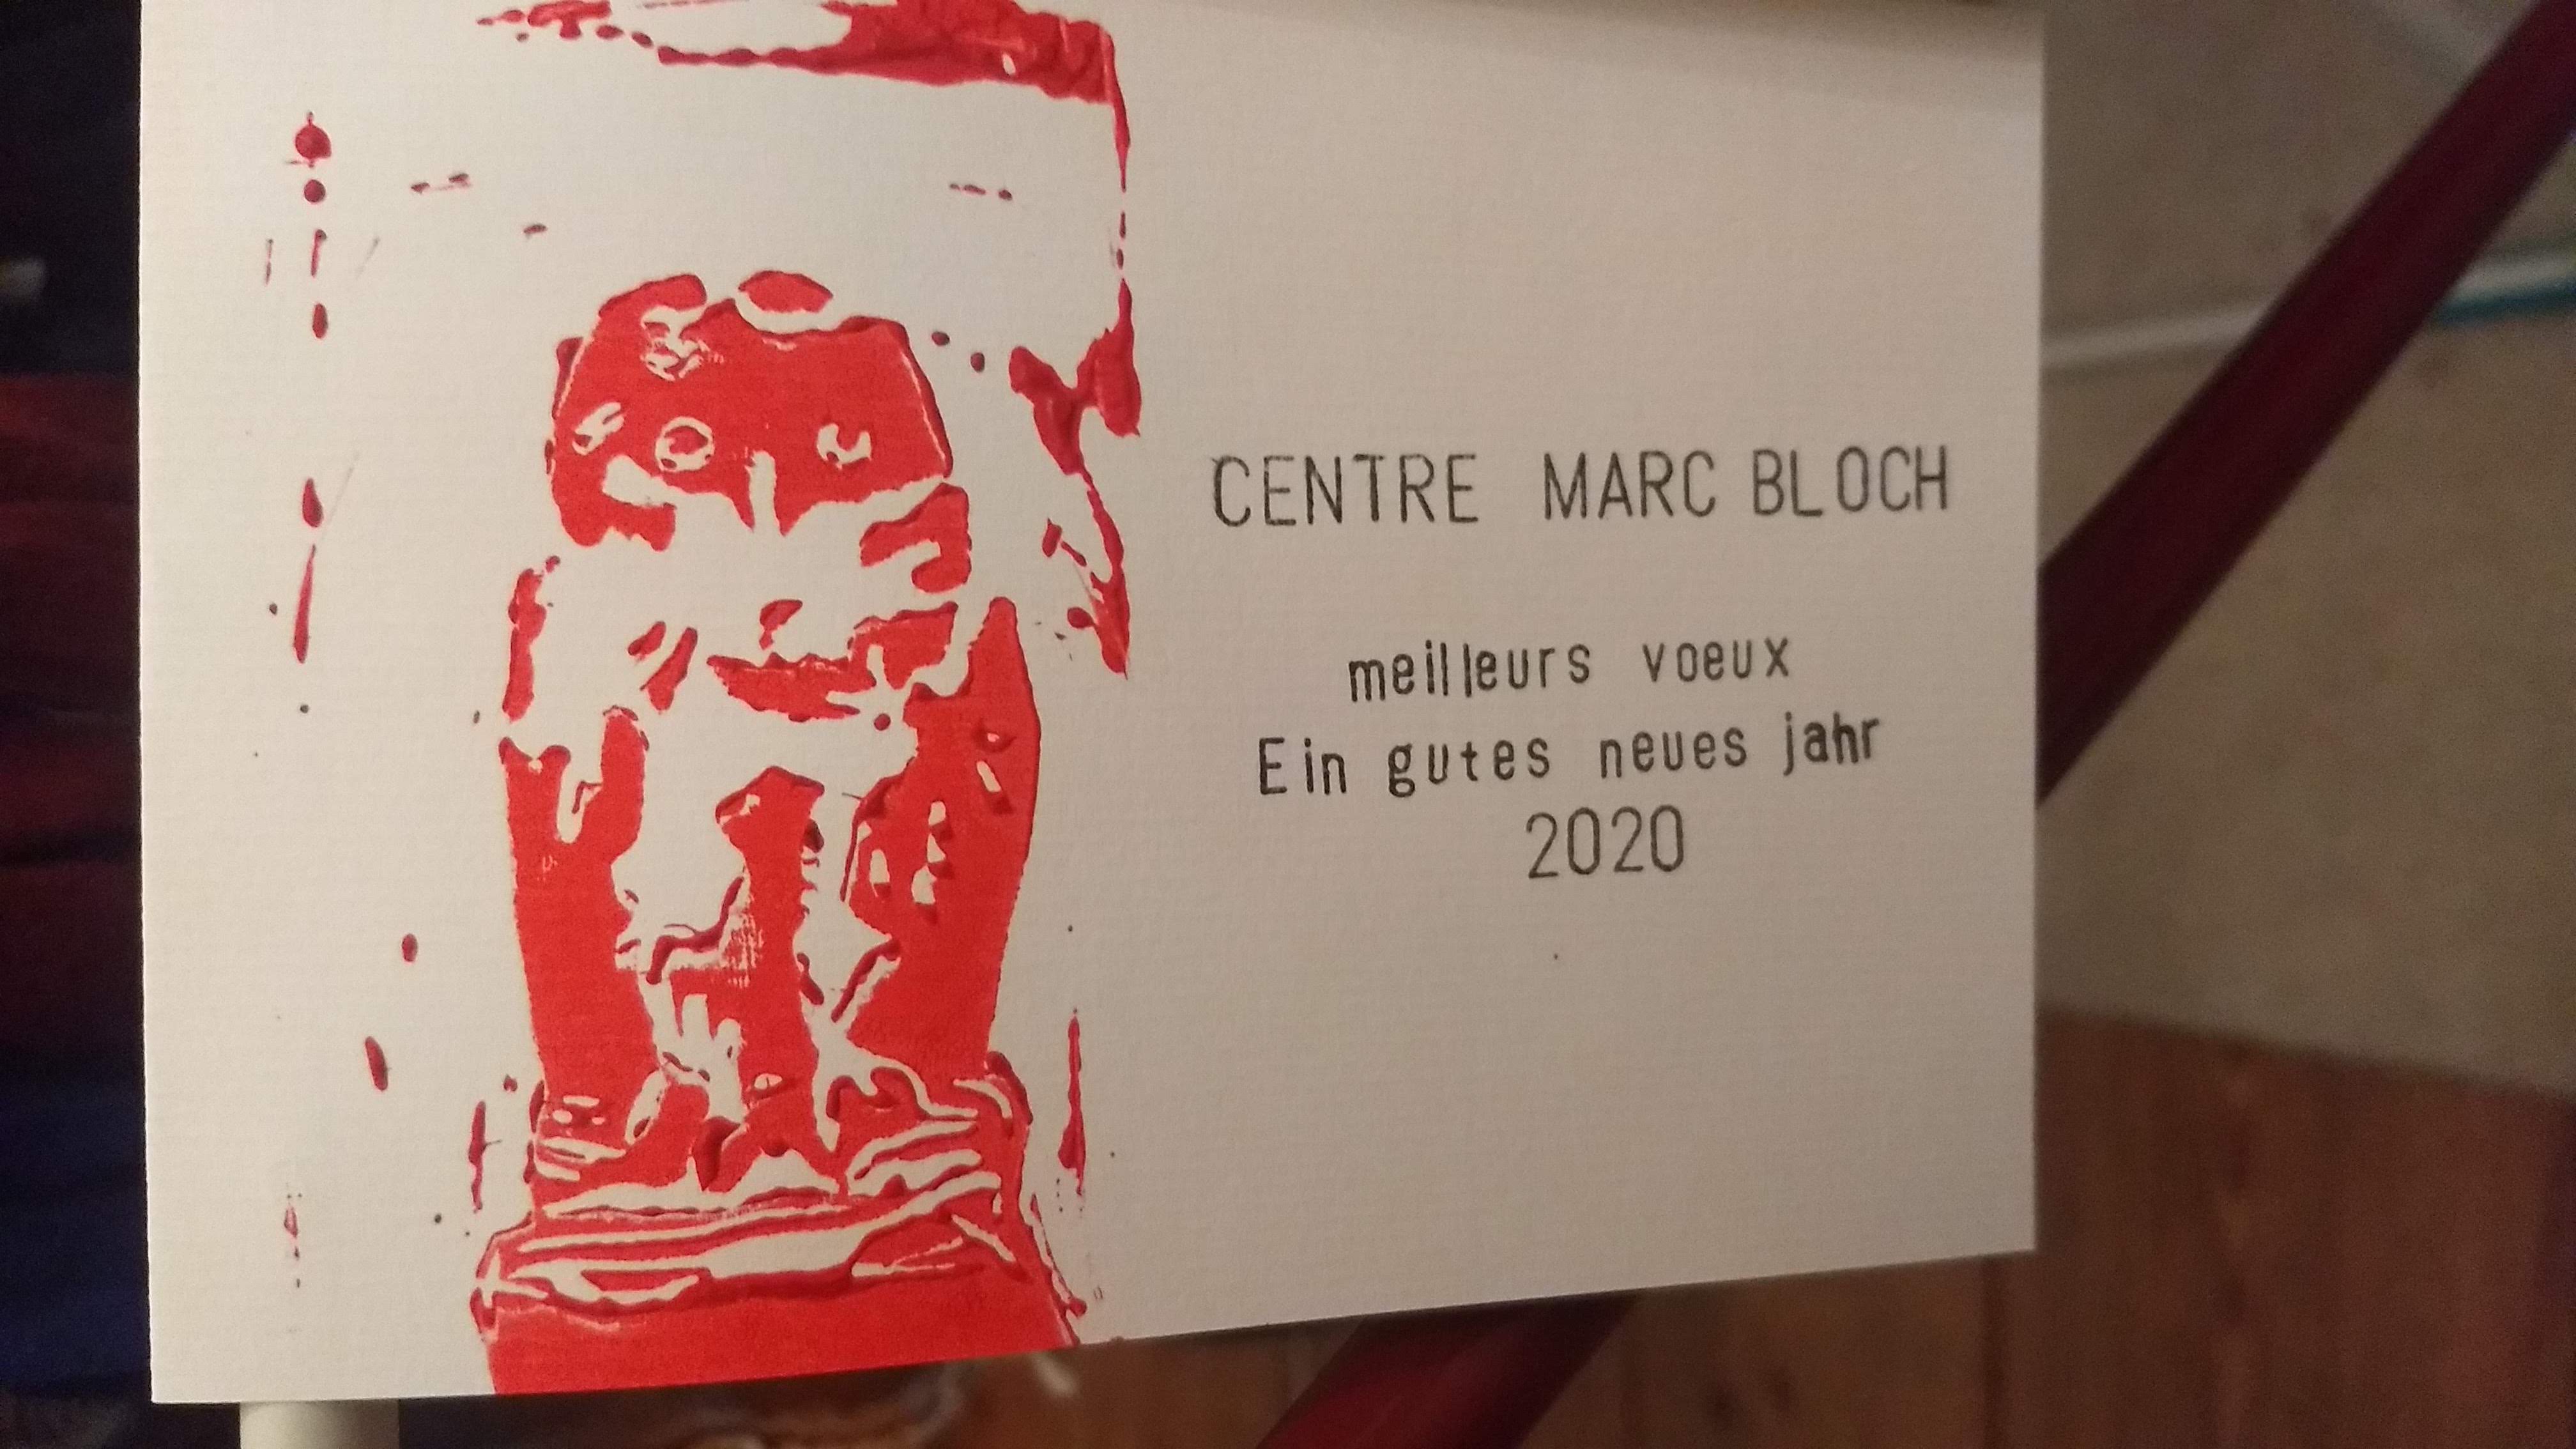 CENTRE MARC BLOCH
meilleurs voeux
Ein gutes neues jahr
2020